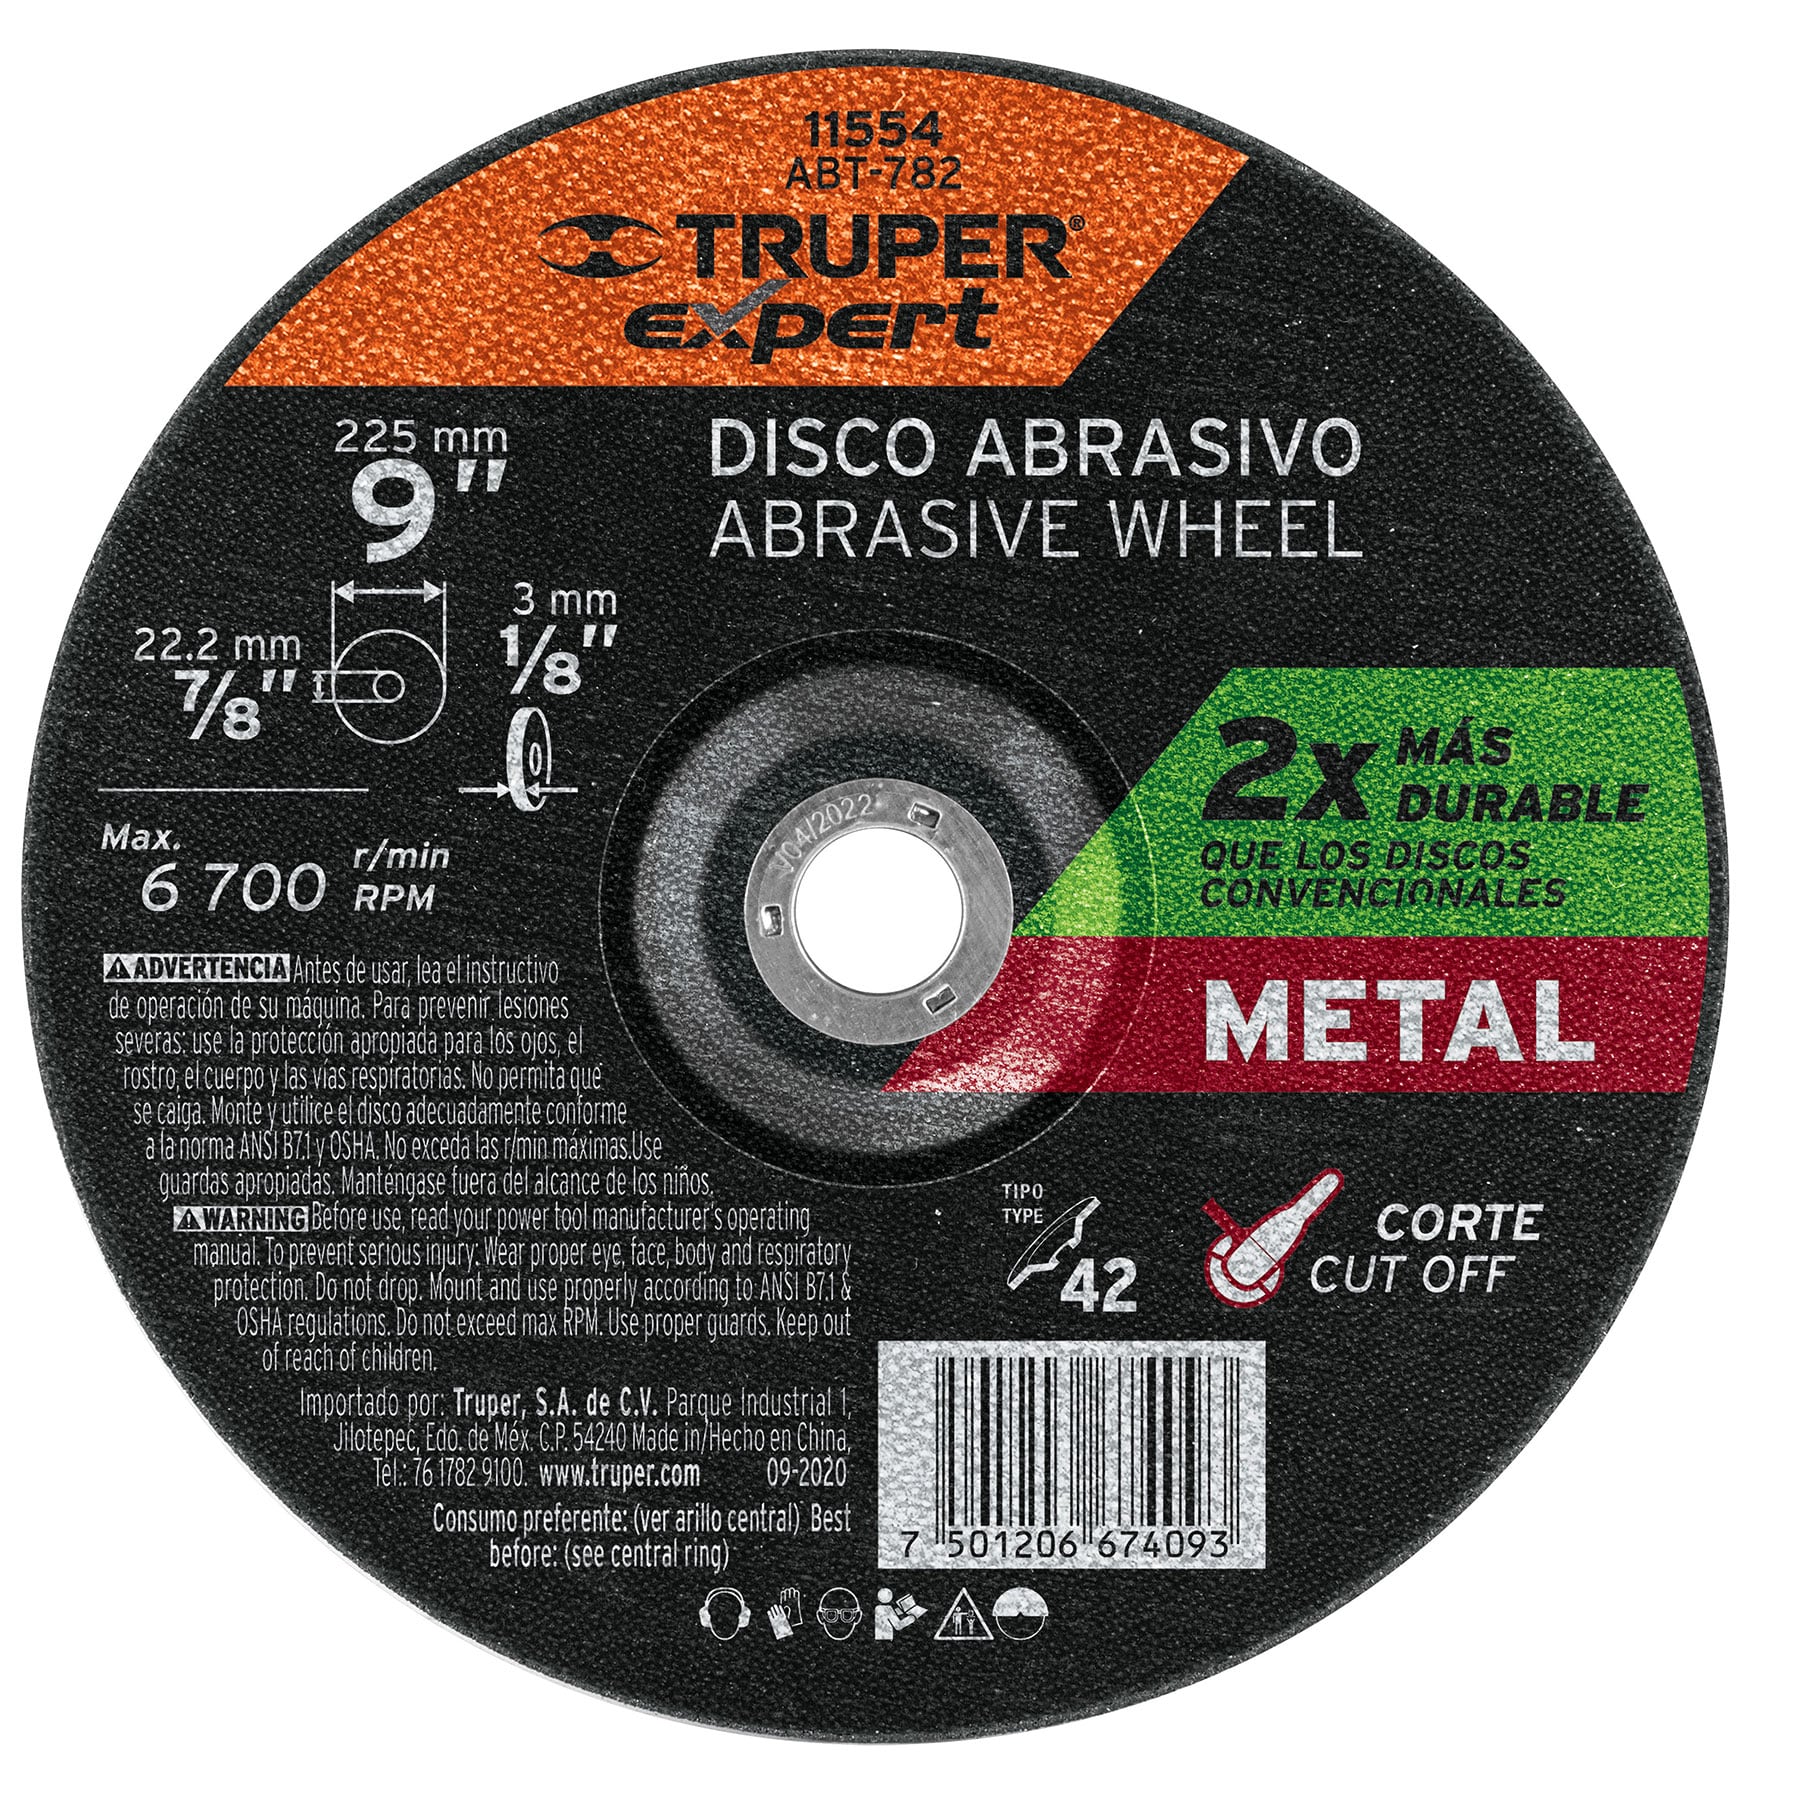 11554
ABT-782
TRUPER®
expert
225 mm
9"
DISCO ABRASIVO
ABRASIVE WHEEL
22.2 mm
7/8"
3 mm
1/8"
Max.
6 700 r/min
RPM
V04/2022
2x MÁS
DURABLE
QUE LOS DISCOS
CONVENCIONALES
METAL
ADVERTENCIA Antes de usar, lea el instructivo
de operación de su máquina. Para prevenir lesiones
severas: use la protección apropiada para los ojos, el
rostro, el cuerpo y las vías respiratorias. No permita que
se caiga. Monte y utilice el disco adecuadamente conforme
a la norma ANSI B7.1 y OSHA. No exceda las r/min máximas.Use
guardas apropiadas. Manténgase fuera del alcance de los niños.
WARNING Before use, read your power tool manufacturer's operating
manual. To prevent serious injury: Wear proper eye, face, body and respiratory
protection. Do not drop. Mount and use properly according to ANSI B7.1 &
OSHA regulations. Do not exceed max RPM. Use proper guards. Keep out
of reach of children.
TIPO
TYPE
42
CORTE
CUT OFF
Importado por: Truper, S.A. de C.V. Parque Industrial 1,
Jilotepec, Edo. de Méx. C.P. 54240 Made in/Hecho en China,
Tel.: 76 1782 9100. www.truper.com 09-2020
Consumo preferente: (ver arillo central) Best
before: (see central ring)
7 501206 674093